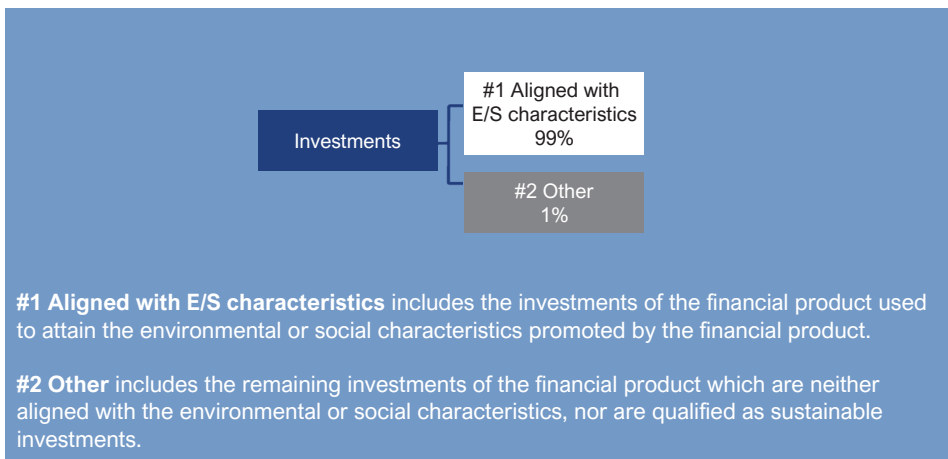 Investments
#1 Aligned with
E/S characteristics
99%
#2 Other
1%
#1 Aligned with E/S characteristics includes the investments of the financial product used
to attain the environmental or social characteristics promoted by the financial product.
#2 Other includes the remaining investments of the financial product which are neither
aligned with the environmental or social characteristics, nor are qualified as sustainable
investments.